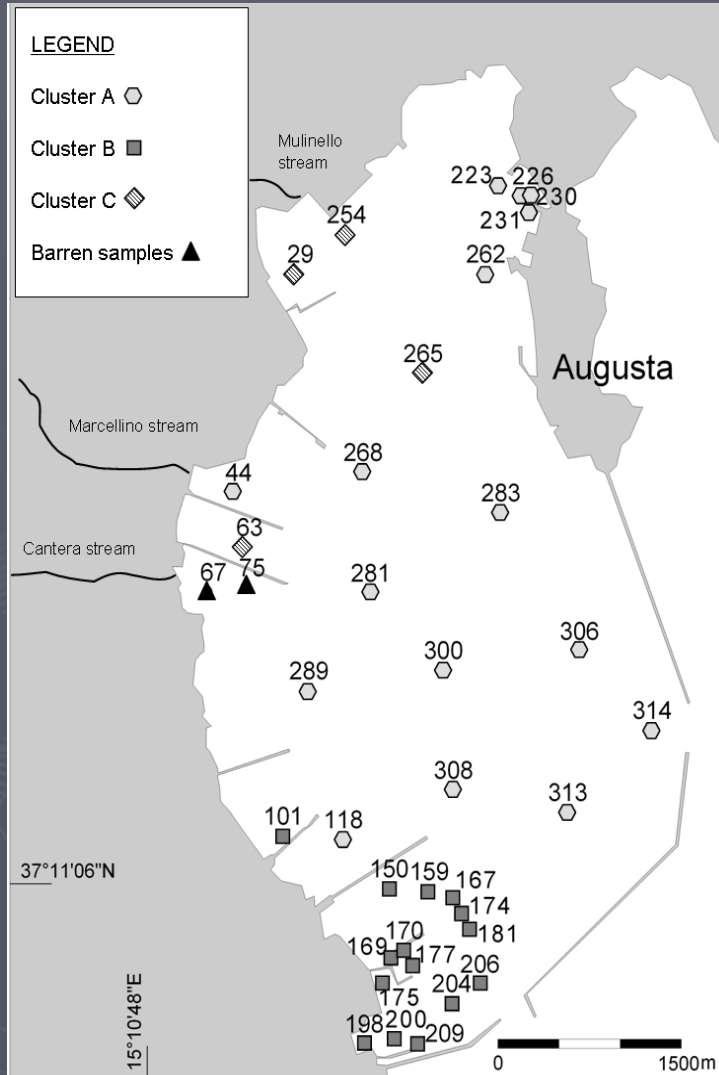 LEGEND
Cluster A
Cluster B
Cluster C
Barren samples
Mulinello
stream
223
226
230
231
254
29
262
265
Augusta
Marcellino stream
268
44
283
63
Cantera stream
67
75
281
306
300
289
314
308
313
101
118
37°11'06"N
150
159
167
174
181
170
169
177
206
175
204
15°10'48"E
200
198
209
0
1500m